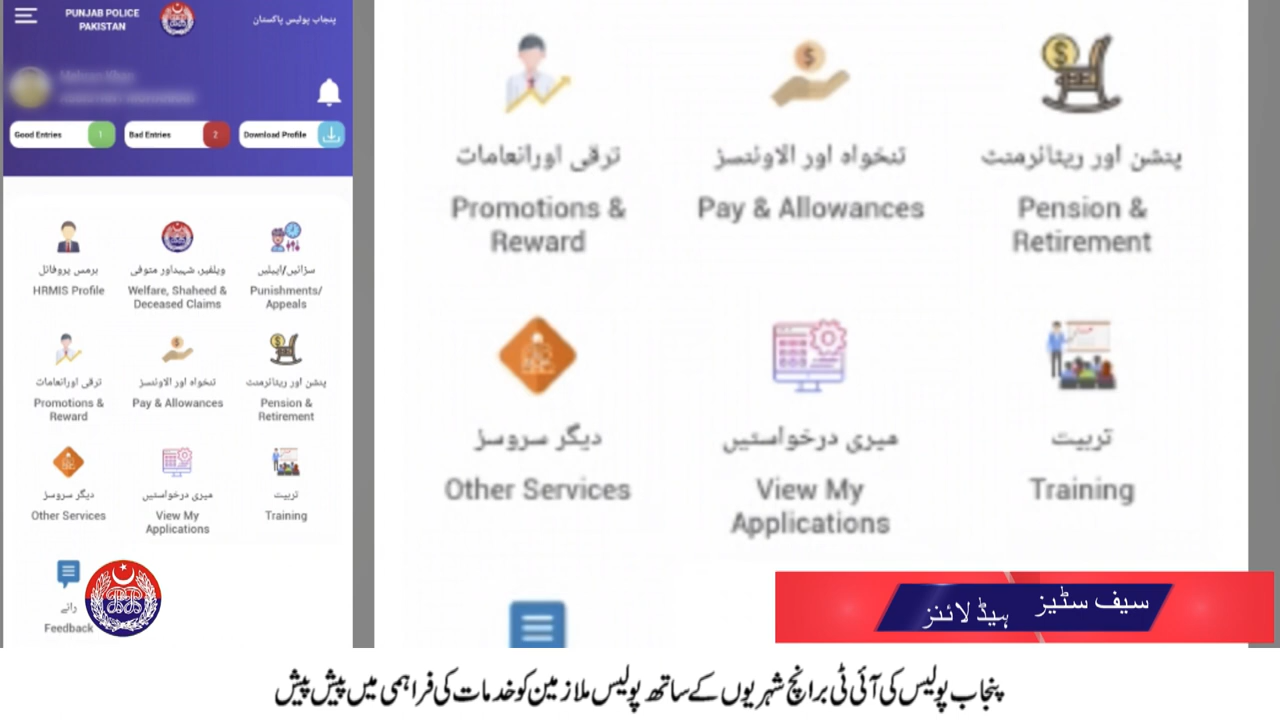 PUNJAB POLICE
PAKISTAN
پنجاب پولیس پاکستان
Good Entries 1
Bad Entries 2
Download Profile
ہرمس پروفائل
HRMIS Profile
ویلفیر، شہیداور متوفی
Welfare, Shaheed &
Deceased Claims
سزائیں/اپیلیں
Punishments/
Appeals
ترقی اورانعامات
Promotions &
Reward
تنخواہ اور الاونسز
Pay & Allowances
پنشن اور ریٹائرمنٹ
Pension &
Retirement
دیگر سروسز
Other Services
میری درخواستیں
View My
Applications
تربیت
Training
رائے
Feedback
ترقی اورانعامات
Promotions &
Reward
تنخواہ اور الاونسز
Pay & Allowances
پنشن اور ریٹائرمنٹ
Pension &
Retirement
دیگر سروسز
Other Services
میری درخواستیں
View My
Applications
تربیت
Training
سیف سٹیز
ہیڈ لائنز
پنجاب پولیس کی آئی ٹی برانچ شہریوں کے ساتھ پولیس ملازمین کو خدمات کی فراہمی میں پیش پیش